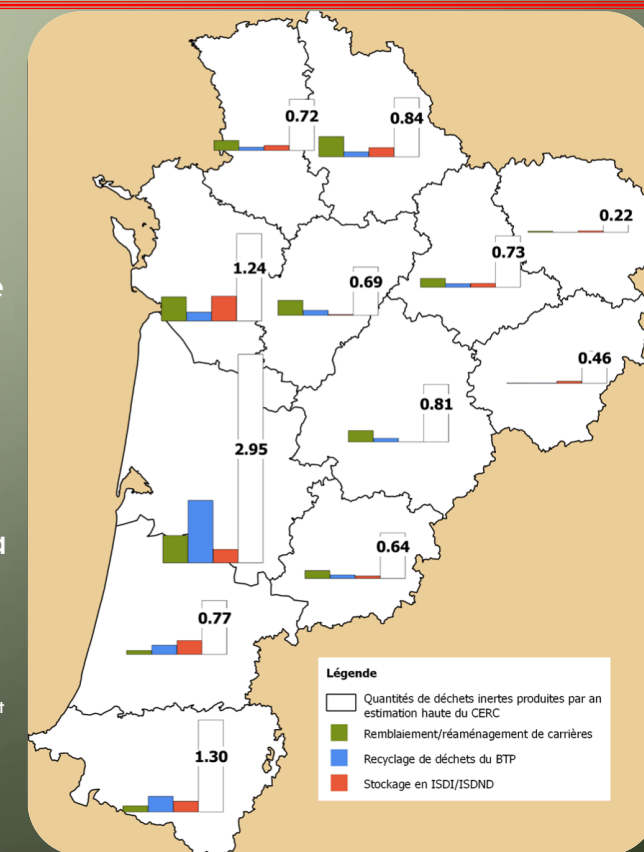 0.72
0.84
0.22
0.73
1.24
0.69
0.46
0.81
2.95
0.64
0.77
1.30
Légende
Quantités de déchets inertes produites par an
estimation haute du CERC
Remblaiement/réaménagement de carrières
Recyclage de déchets du BTP
Stockage en ISDI/ISDND